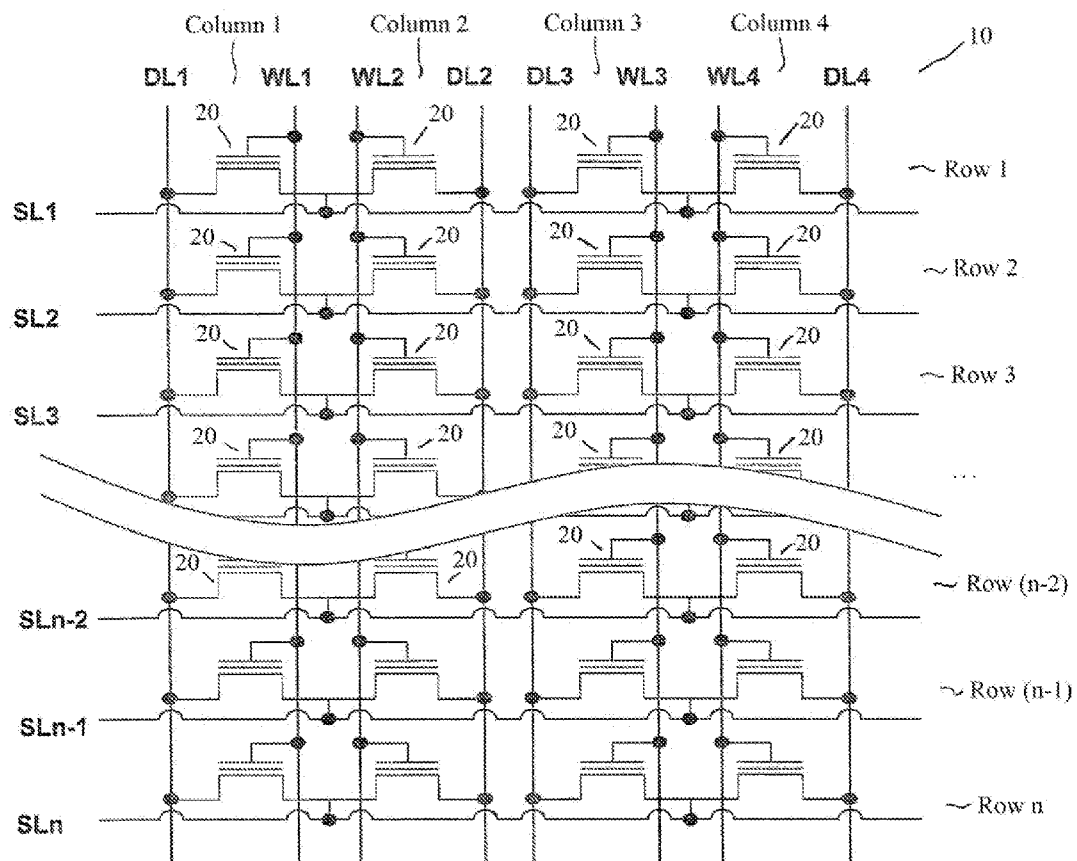 Column 1 Column 2 Column 3 Column 4
10
DL1 WL1 WL2 DL2 DL3 WL3 WL4 DL4
20 20 20 20
Row 1
SL1
20 20 20 20
Row 2
SL2
20 20 20 20
Row 3
SL3
20 20 20 20
...
20 20 20 20
Row (n-2)
SLn-2
Row (n-1)
SLn-1
Row n
SLn